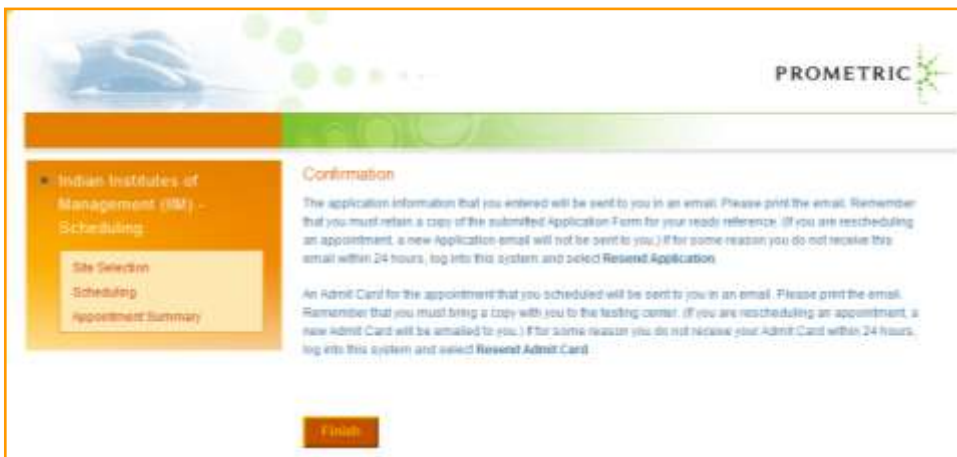 PROMETRIC
Indian Institutes of
Management (IIM) -
Scheduling
Site Selection
Scheduling
Appointment Summary
Confirmation
The application information that you entered will be sent to you in an email. Please print the email. Remember
that you must retain a copy of the submitted Application Form for your ready reference. (If you are rescheduling
an appointment, a new Application email will not be sent to you.) If for some reason you do not receive this
email within 24 hours, log into this system and select Resend Application.
An Admit Card for the appointment that you scheduled will be sent to you in an email. Please print the email.
Remember that you must bring a copy with you to the testing center. (If you are rescheduling an appointment, a
new Admit Card will be emailed to you.) If for some reason you do not receive your Admit Card within 24 hours,
log into this system and select Resend Admit Card.
Finish